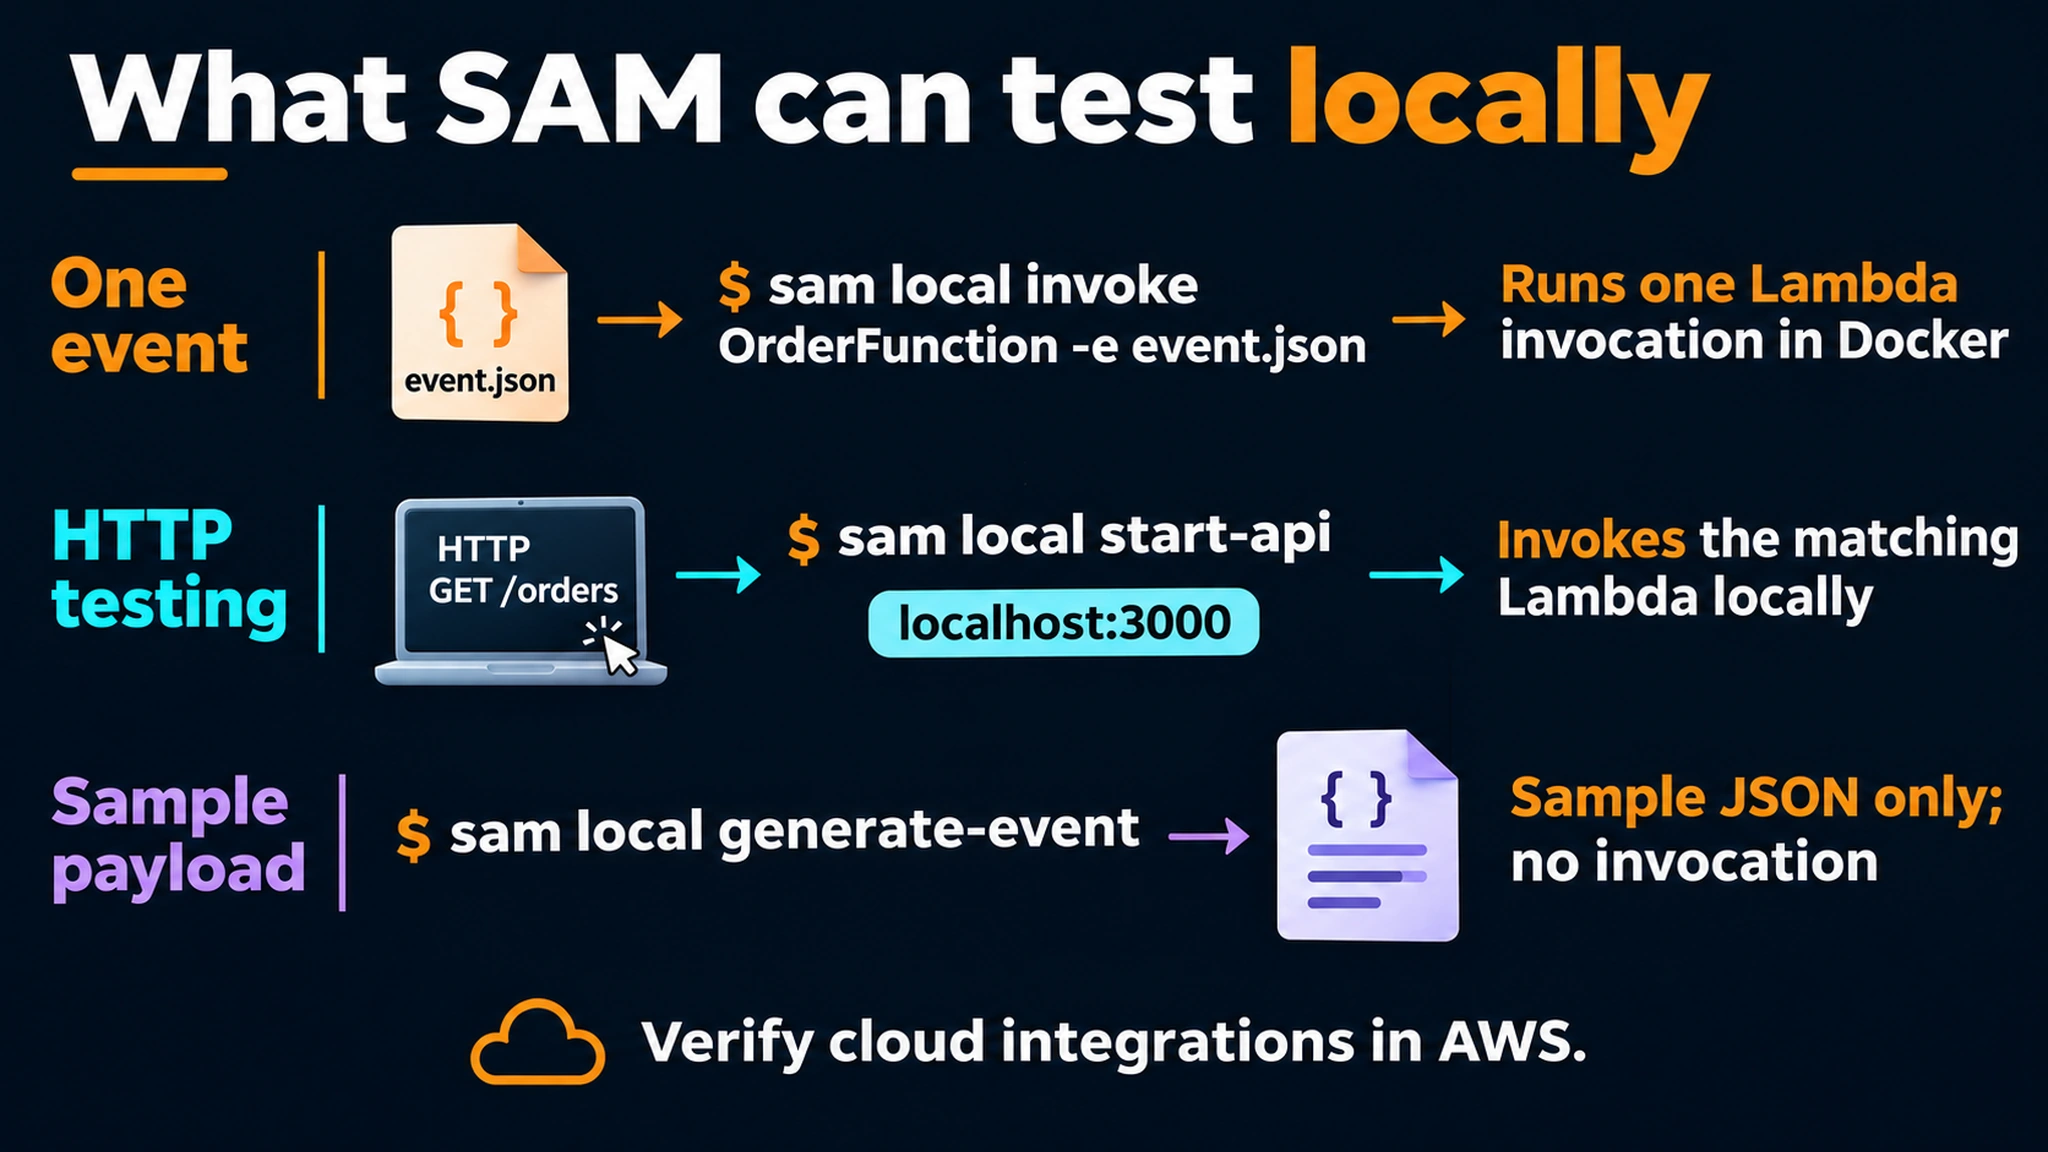 What SAM can test locally
One
event
{ }
event.json
$ sam local invoke
OrderFunction -e event.json
Runs one Lambda
invocation in Docker
HTTP
testing
HTTP
GET /orders
$ sam local start-api
localhost:3000
Invokes the matching
Lambda locally
Sample
payload
$ sam local generate-event
{ }
Sample JSON only;
no invocation
Verify cloud integrations in AWS.